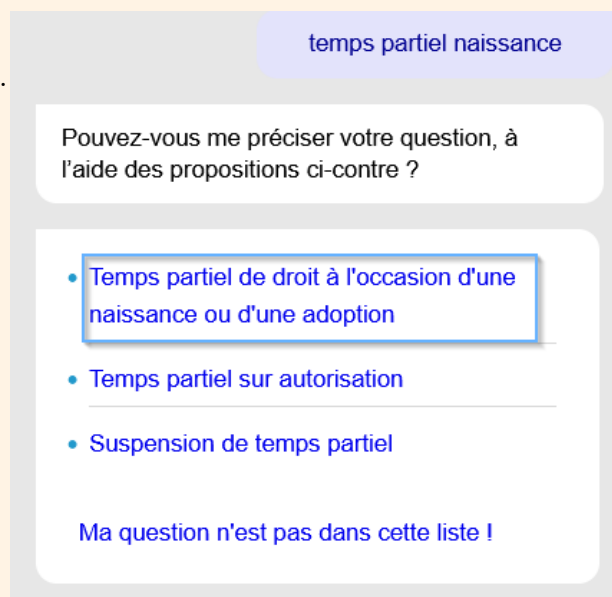 temps partiel naissance
.
Pouvez-vous me préciser votre question, à
l’aide des propositions ci-contre ?
• Temps partiel de droit à l'occasion d'une
naissance ou d'une adoption
• Temps partiel sur autorisation
• Suspension de temps partiel
Ma question n'est pas dans cette liste !